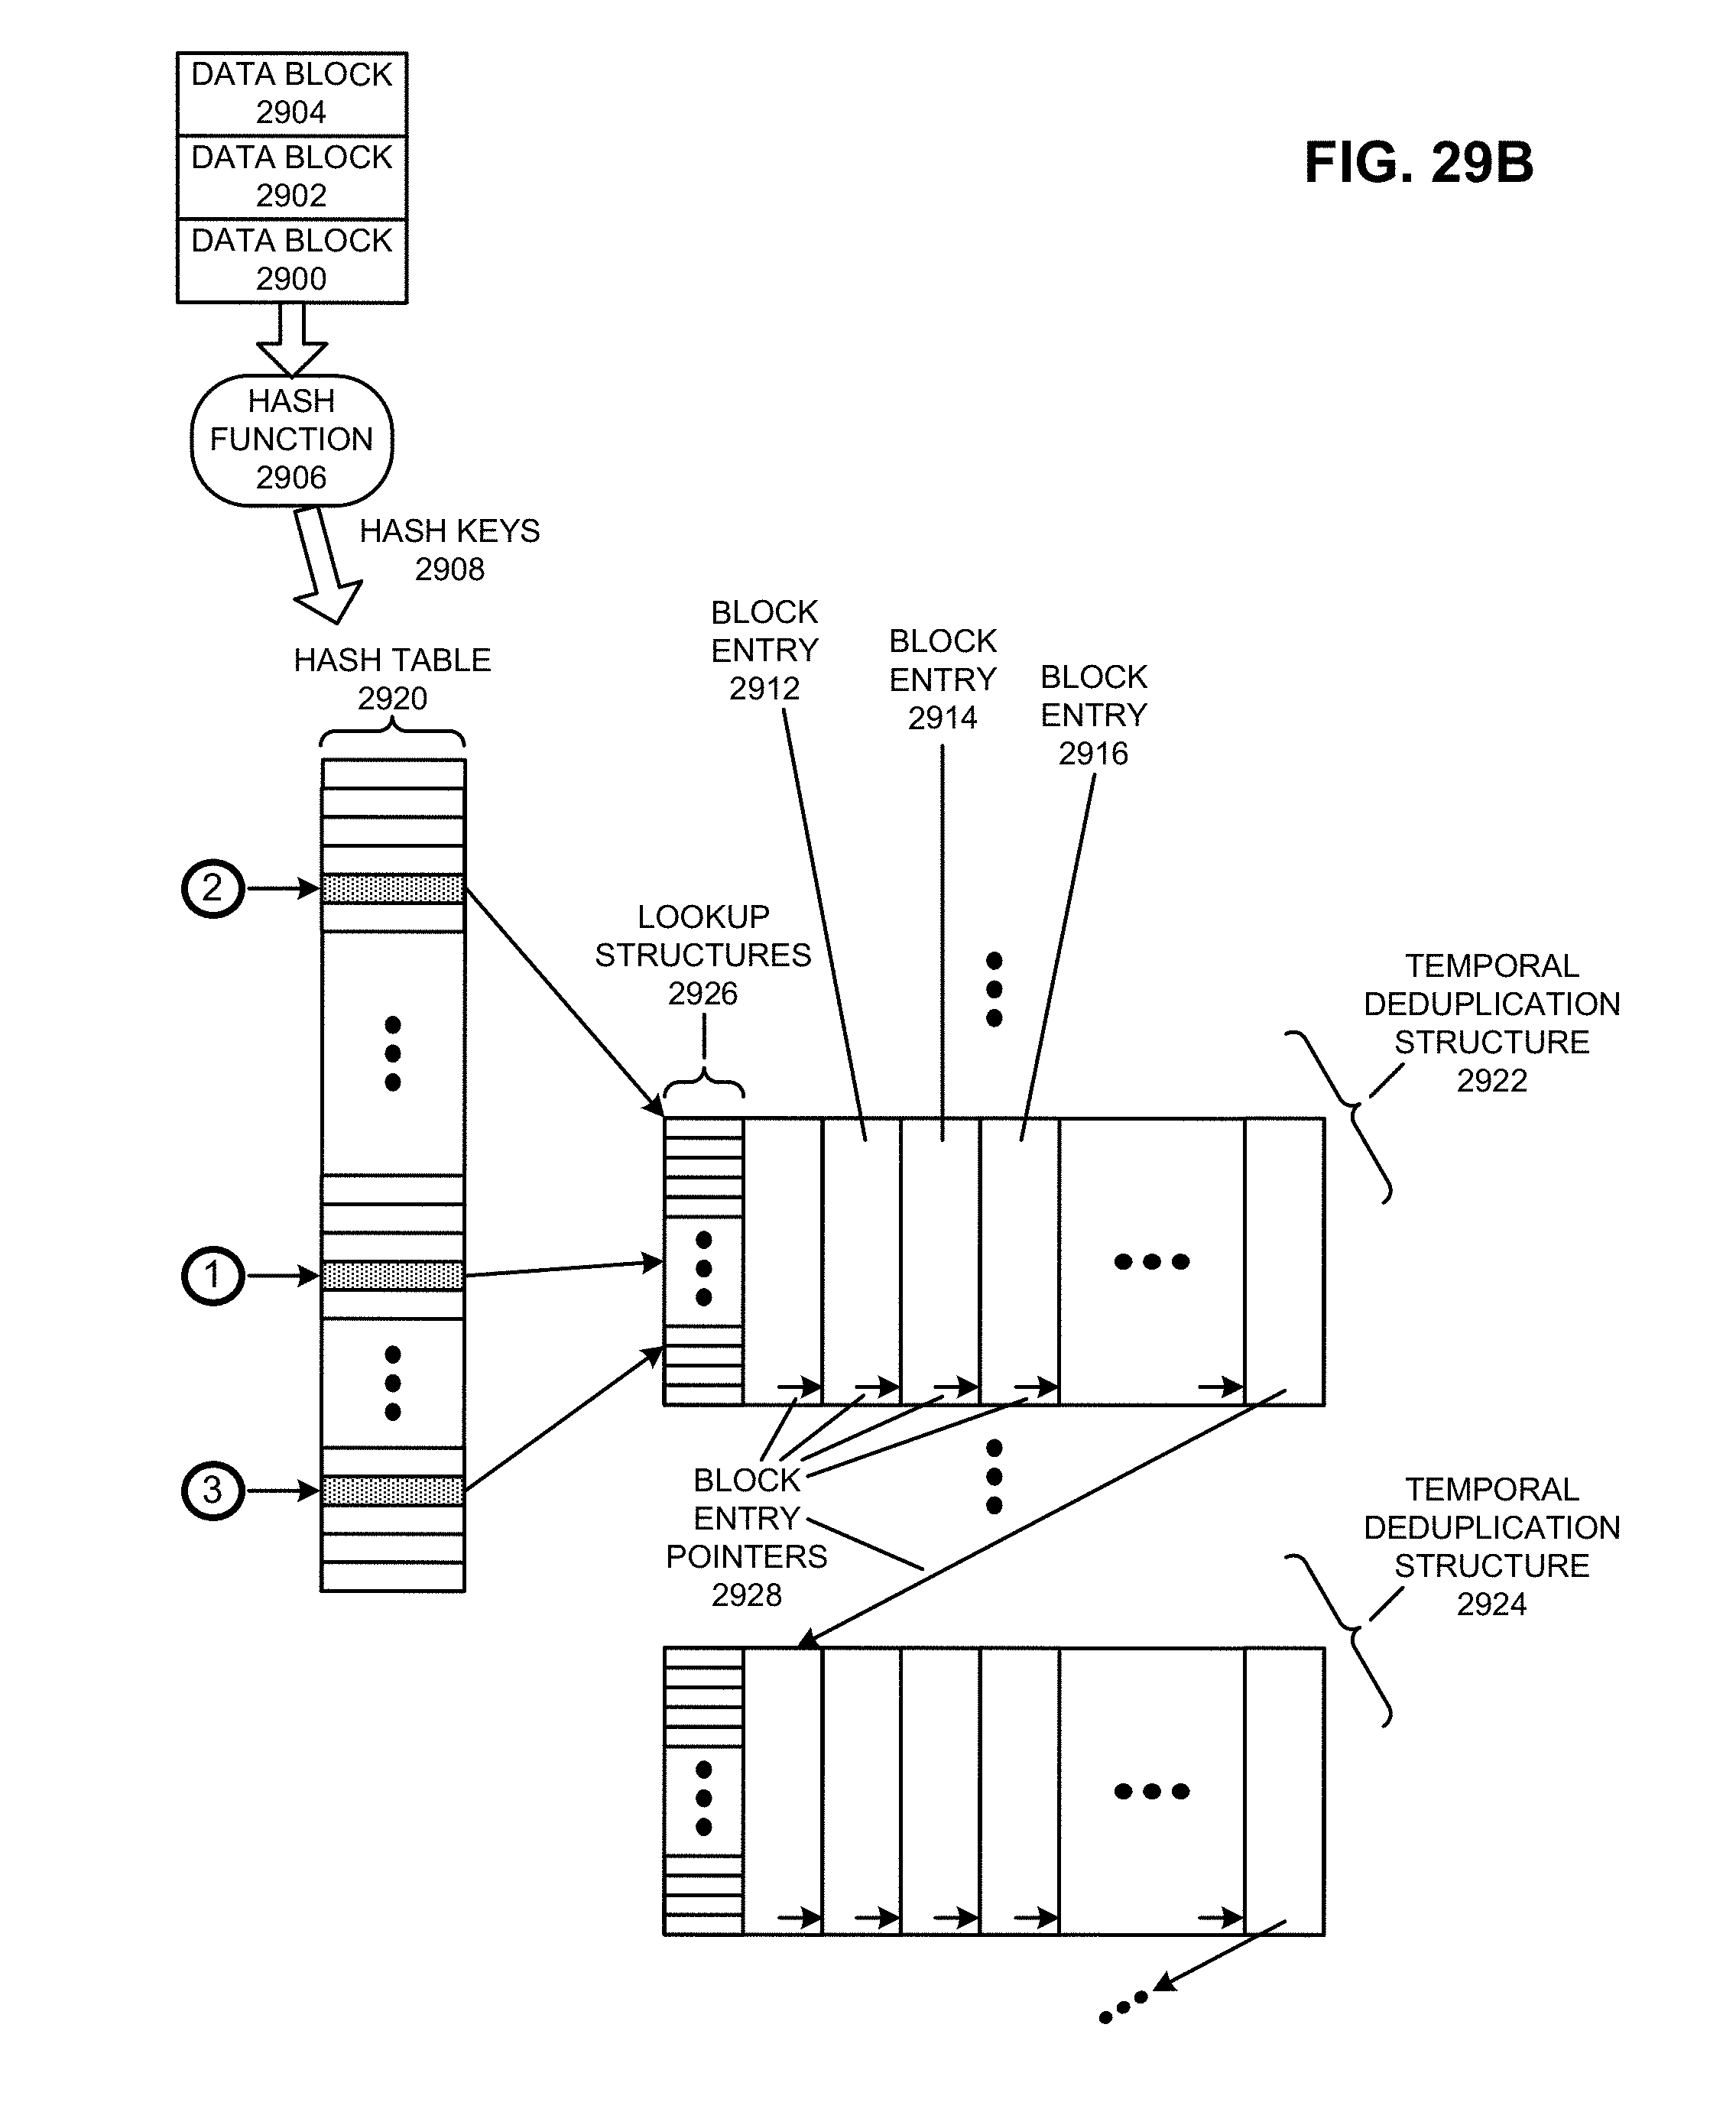 DATA BLOCK
2904
DATA BLOCK
2902
DATA BLOCK
2900
FIG. 29B
HASH
FUNCTION
2906
HASH KEYS
2908
HASH TABLE
2920
BLOCK
ENTRY
2912
BLOCK
ENTRY
2914
BLOCK
ENTRY
2916
2
1
3
LOOKUP
STRUCTURES
2926
TEMPORAL
DEDUPLICATION
STRUCTURE
2922
BLOCK
ENTRY
POINTERS
2928
TEMPORAL
DEDUPLICATION
STRUCTURE
2924